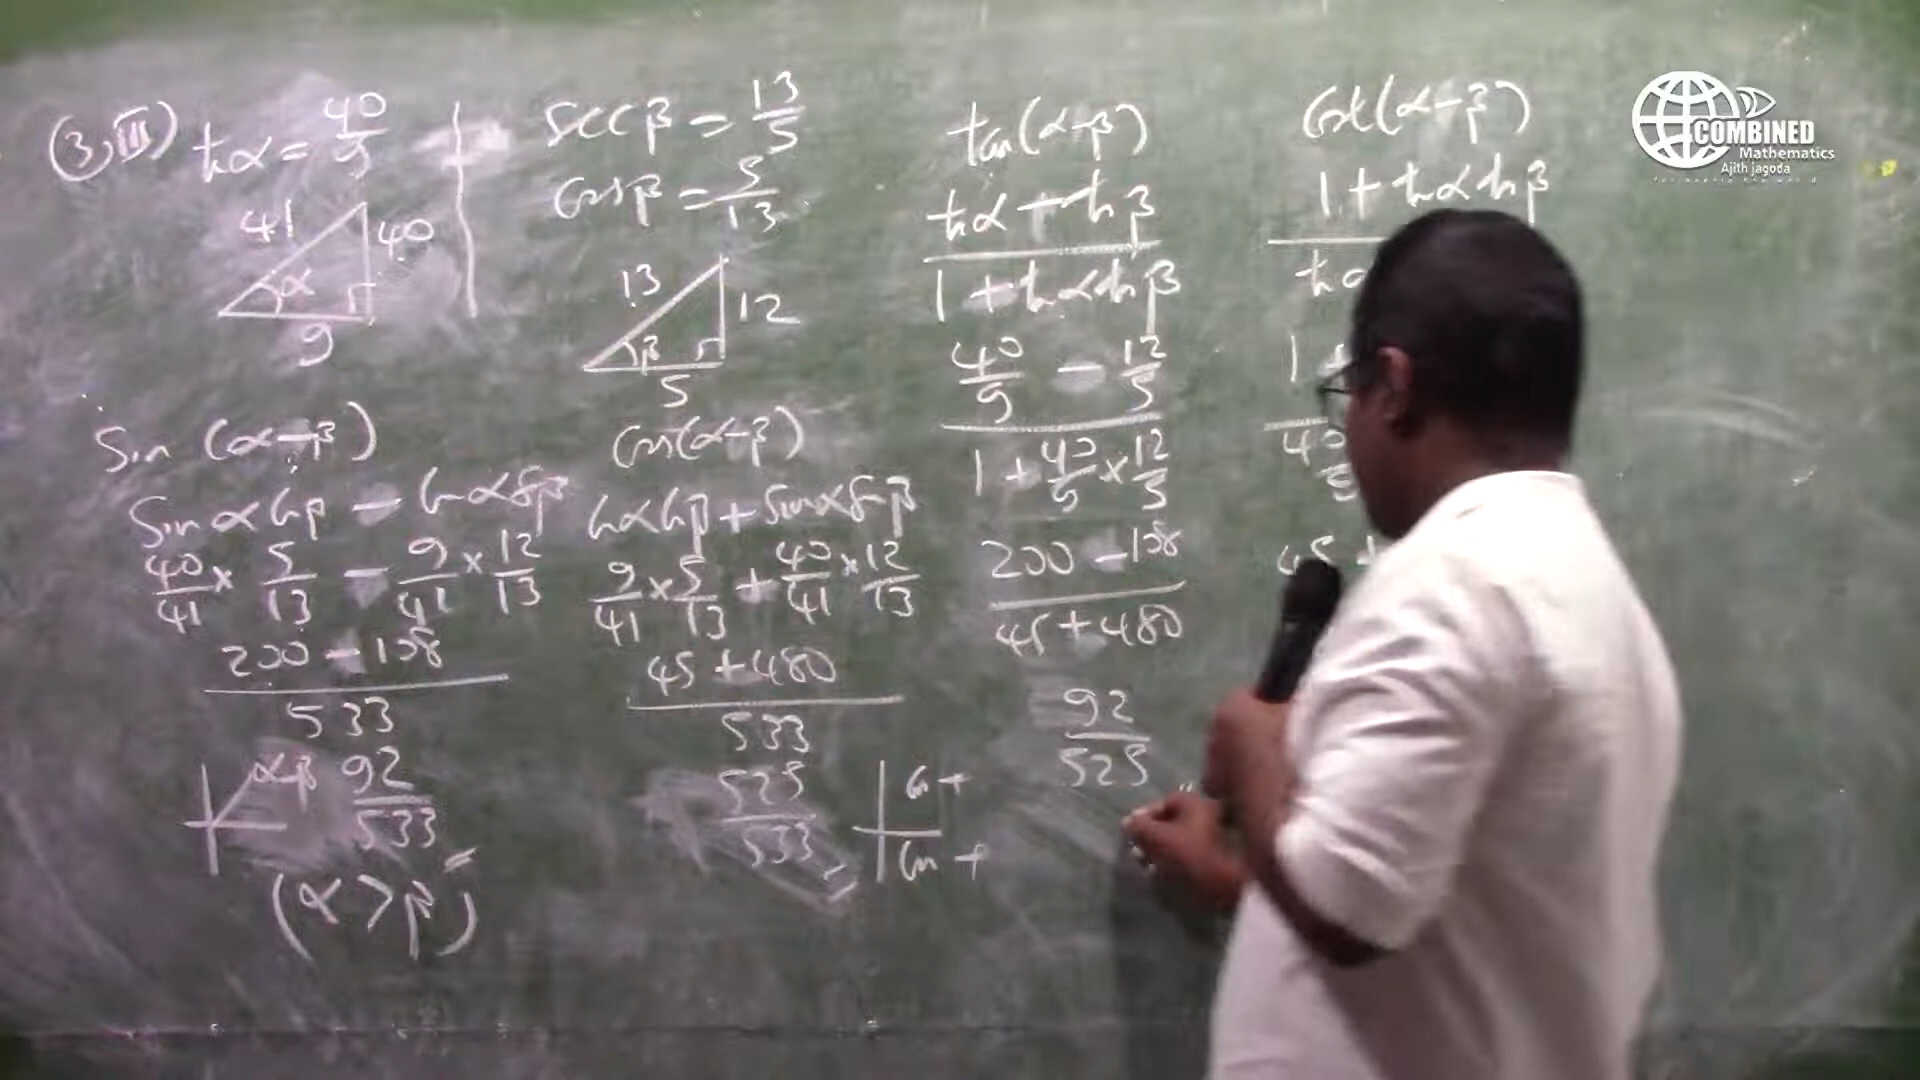 (3, III) tanα = 40/9
41
40
α
9
secβ = 13/5
cosβ = 5/13
13
12
β
5
Sin (α-β)
Sinα cosβ - cosα Sinβ
40/41 × 5/13 - 9/41 × 12/13
200 - 108
533
α-β
92
533
(α > β)
Cos(α-β)
cosα cosβ + Sinα Sinβ
9/41 × 5/13 + 40/41 × 12/13
45 + 480
533
525
533
tan(α-β)
tanα - tanβ
1 + tanα tanβ
40/9 - 12/5
1 + 40/9 × 12/5
200 - 108
45 + 480
92
525
Cot(α-β)
1 + tanα tanβ
1 +
40
45 +
COMBINED
Mathematics
Ajith jagoda